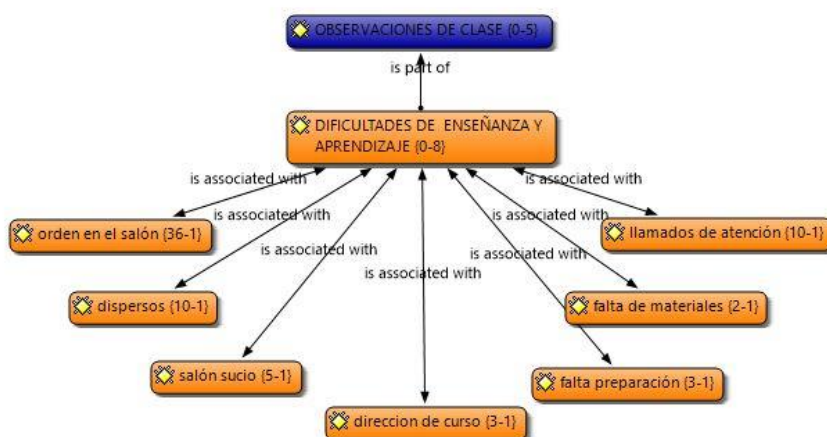 OBSERVACIONES DE CLASE {0-5}
is part of
DIFICULTADES DE ENSEÑANZA Y
APRENDIZAJE {0-8}
is associated with
is associated with
is associated with
is associated with
is associated with
is associated with
is associated with
orden en el salón {36-1}
llamados de atención {10-1}
dispersos {10-1}
falta de materiales {2-1}
salón sucio {5-1}
falta preparación {3-1}
direccion de curso {3-1}